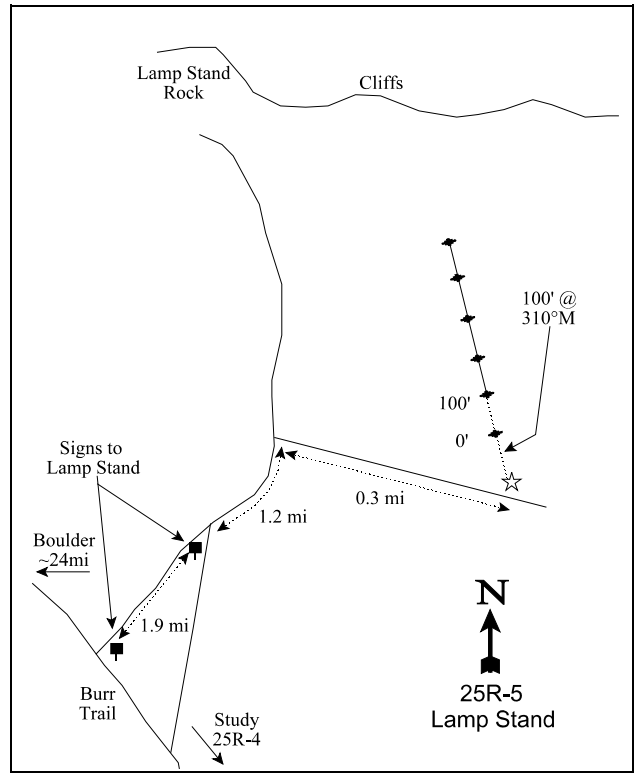 Lamp Stand
Rock
Cliffs
100' @
310°M
100'
0'
Signs to
Lamp Stand
0.3 mi
1.2 mi
Boulder
~24mi
1.9 mi
N
Burr
Trail
Study
25R-4
25R-5
Lamp Stand